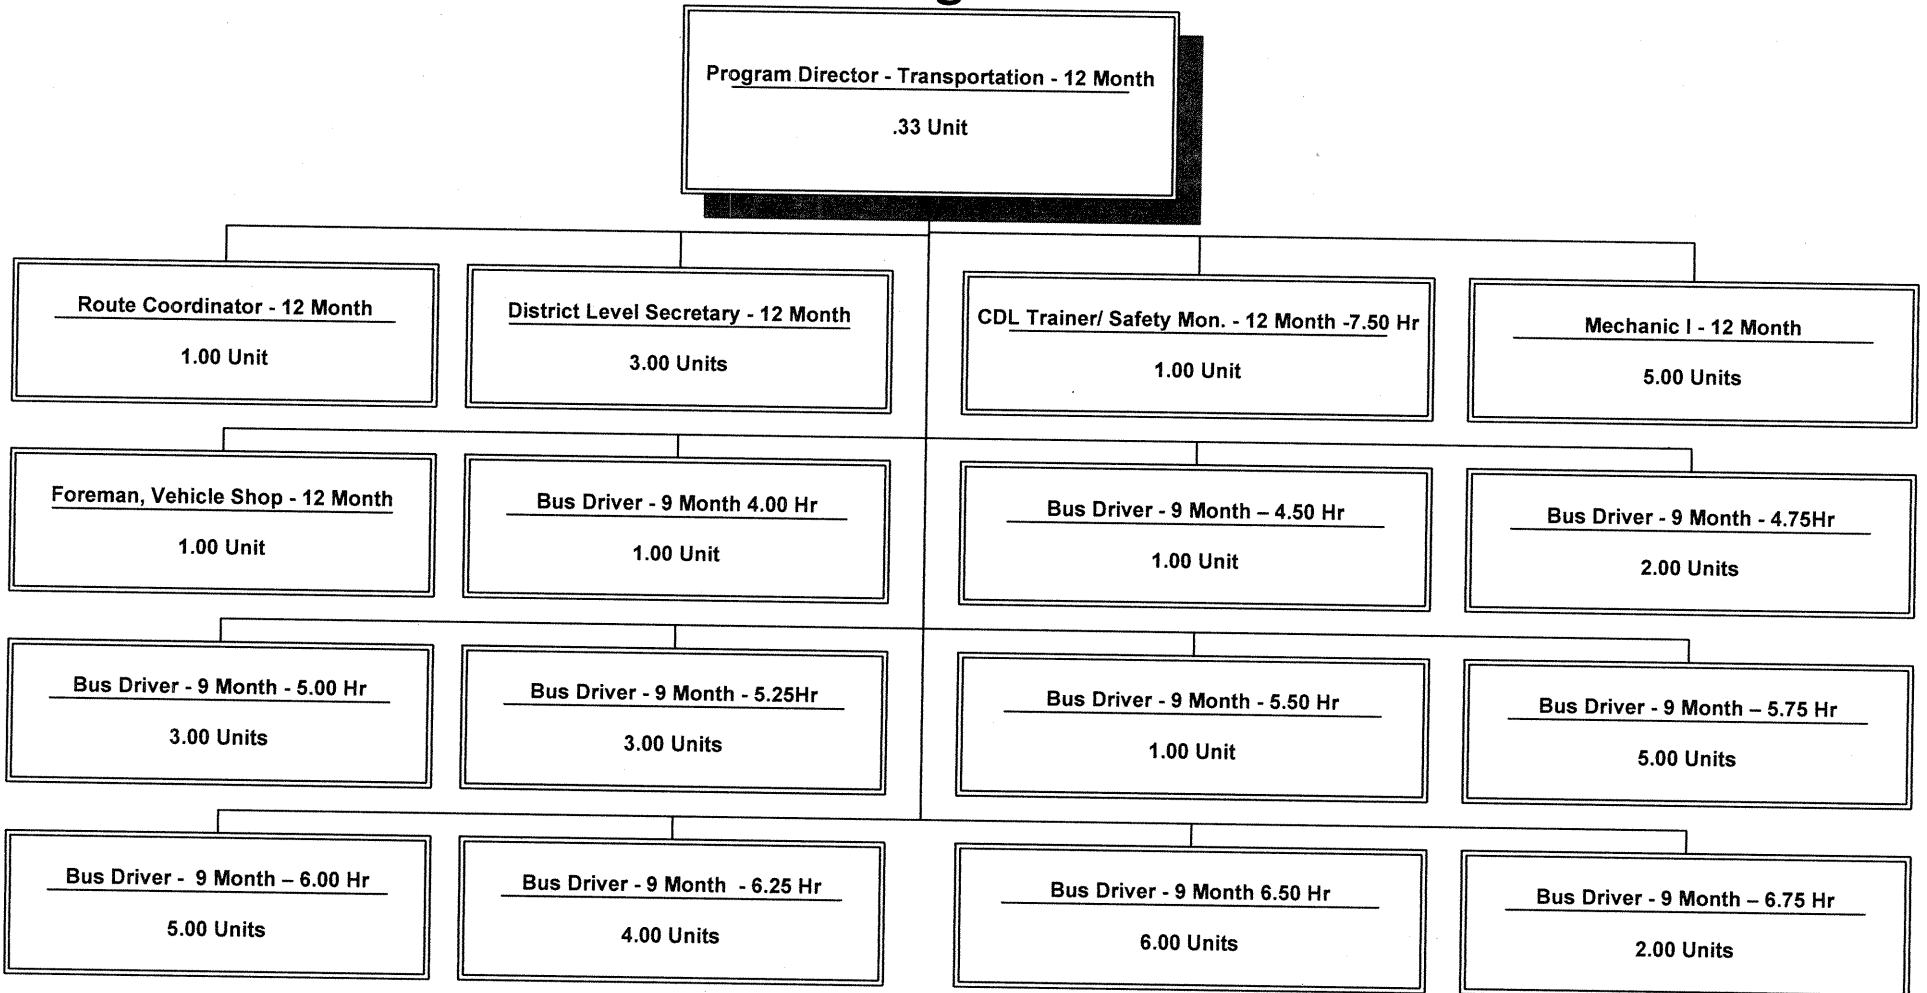 Program Director - Transportation - 12 Month
.33 Unit
Route Coordinator - 12 Month
1.00 Unit
District Level Secretary - 12 Month
3.00 Units
CDL Trainer/ Safety Mon. - 12 Month -7.50 Hr
1.00 Unit
Mechanic I - 12 Month
5.00 Units
Foreman, Vehicle Shop - 12 Month
1.00 Unit
Bus Driver - 9 Month 4.00 Hr
1.00 Unit
Bus Driver - 9 Month – 4.50 Hr
1.00 Unit
Bus Driver - 9 Month - 4.75Hr
2.00 Units
Bus Driver - 9 Month - 5.00 Hr
3.00 Units
Bus Driver - 9 Month - 5.25Hr
3.00 Units
Bus Driver - 9 Month - 5.50 Hr
1.00 Unit
Bus Driver - 9 Month – 5.75 Hr
5.00 Units
Bus Driver -  9 Month – 6.00 Hr
5.00 Units
Bus Driver - 9 Month  - 6.25 Hr
4.00 Units
Bus Driver - 9 Month 6.50 Hr
6.00 Units
Bus Driver - 9 Month – 6.75 Hr
2.00 Units